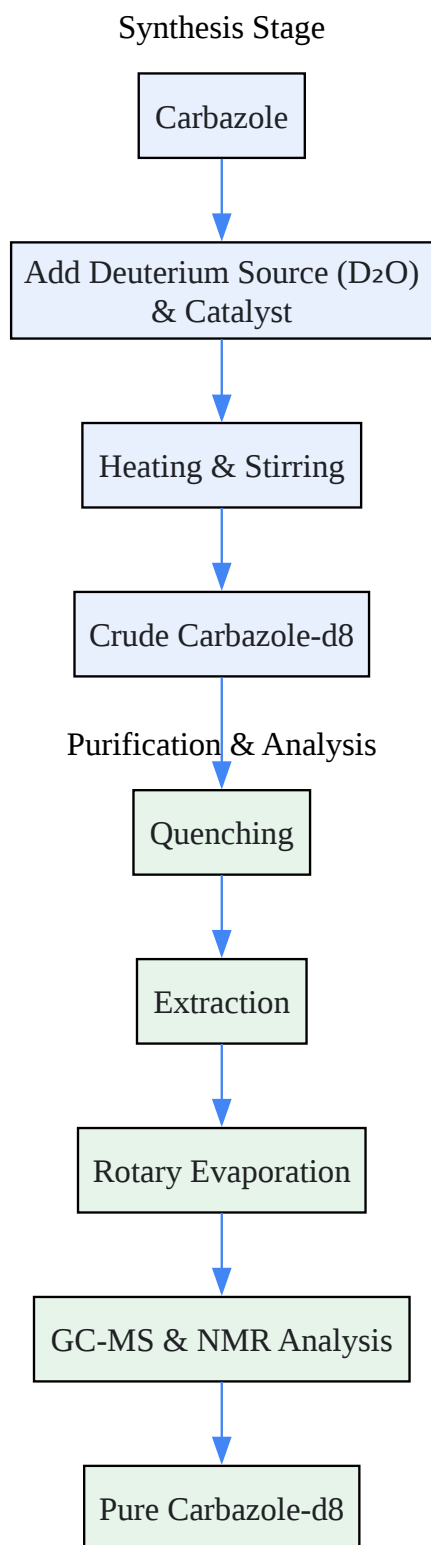 Synthesis Stage
Carbazole
Add Deuterium Source (D₂O)
& Catalyst
Heating & Stirring
Crude Carbazole-d8
Purification & Analysis
Quenching
Extraction
Rotary Evaporation
GC-MS & NMR Analysis
Pure Carbazole-d8